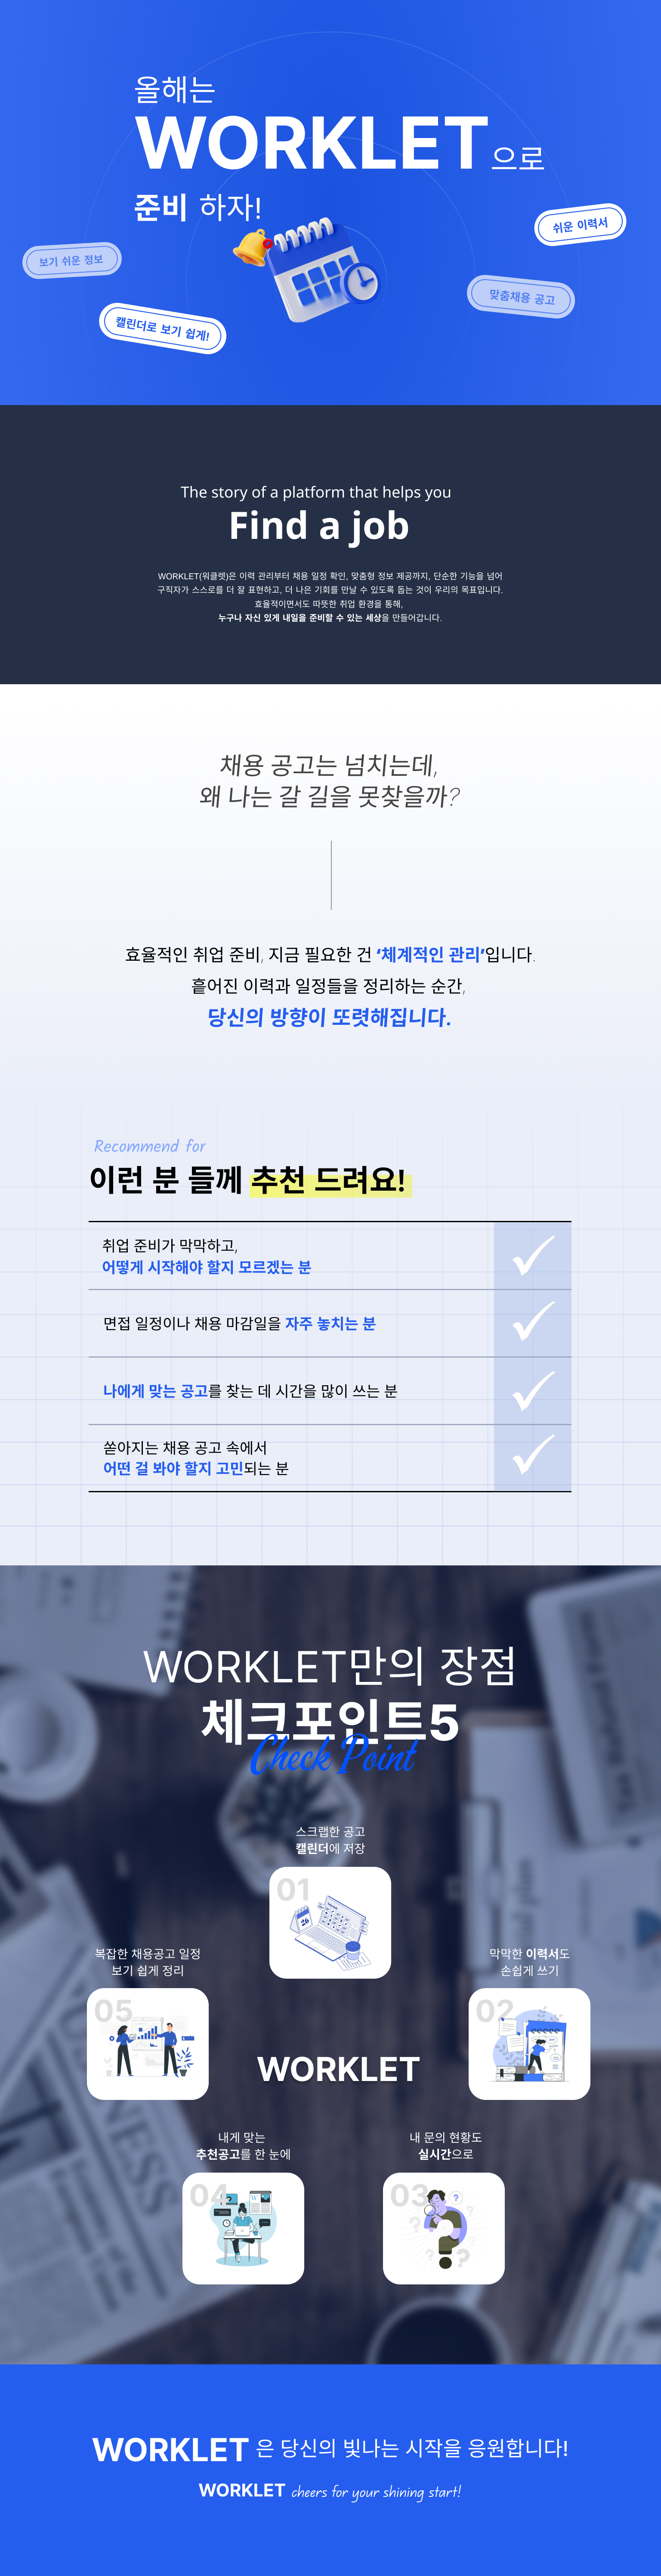 올해는
WORKLET으로
준비 하자!
쉬운 이력서
보기 쉬운 정보
맞춤채용 공고
캘린더로 보기 쉽게!
The story of a platform that helps you
Find a job
WORKLET(워클렛)은 이력 관리부터 채용 일정 확인, 맞춤형 정보 제공까지, 단순한 기능을 넘어
구직자가 스스로를 더 잘 표현하고, 더 나은 기회를 만날 수 있도록 돕는 것이 우리의 목표입니다.
효율적이면서도 따뜻한 취업 환경을 통해,
누구나 자신 있게 내일을 준비할 수 있는 세상을 만들어갑니다.
채용 공고는 넘치는데,
왜 나는 갈 길을 못찾을까?
효율적인 취업 준비, 지금 필요한 건 ‘체계적인 관리’입니다.
흩어진 이력과 일정들을 정리하는 순간,
당신의 방향이 또렷해집니다.
Recommend for
이런 분 들께 추천 드려요!
취업 준비가 막막하고,
어떻게 시작해야 할지 모르겠는 분
면접 일정이나 채용 마감일을 자주 놓치는 분
나에게 맞는 공고를 찾는 데 시간을 많이 쓰는 분
쏟아지는 채용 공고 속에서
어떤 걸 봐야 할지 고민되는 분
WORKLET만의 장점
체크포인트5
Check Point
스크랩한 공고
캘린더에 저장
01
26
복잡한 채용공고 일정
보기 쉽게 정리
05
막막한 이력서도
손쉽게 쓰기
02
WORKLET
내게 맞는
추천공고를 한 눈에
04
내 문의 현황도
실시간으로
03
WORKLET 은 당신의 빛나는 시작을 응원합니다!
WORKLET cheers for your shining start!